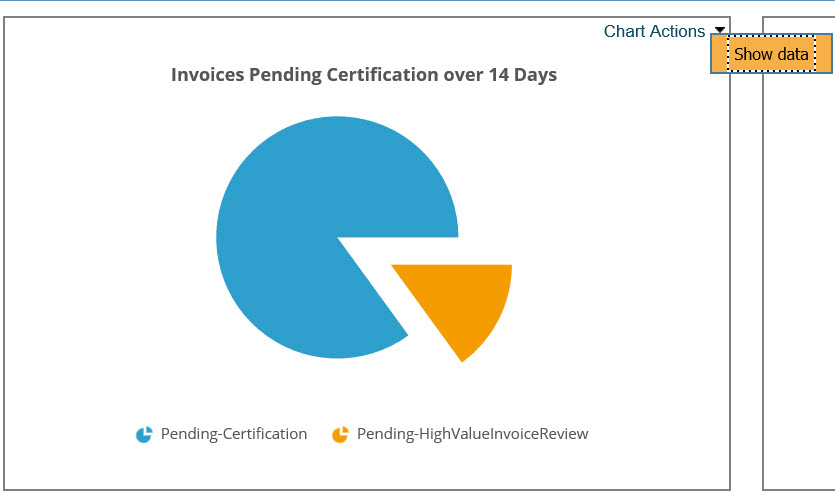 Chart Actions
Show data
Invoices Pending Certification over 14 Days
Pending-Certification
Pending-HighValueInvoiceReview